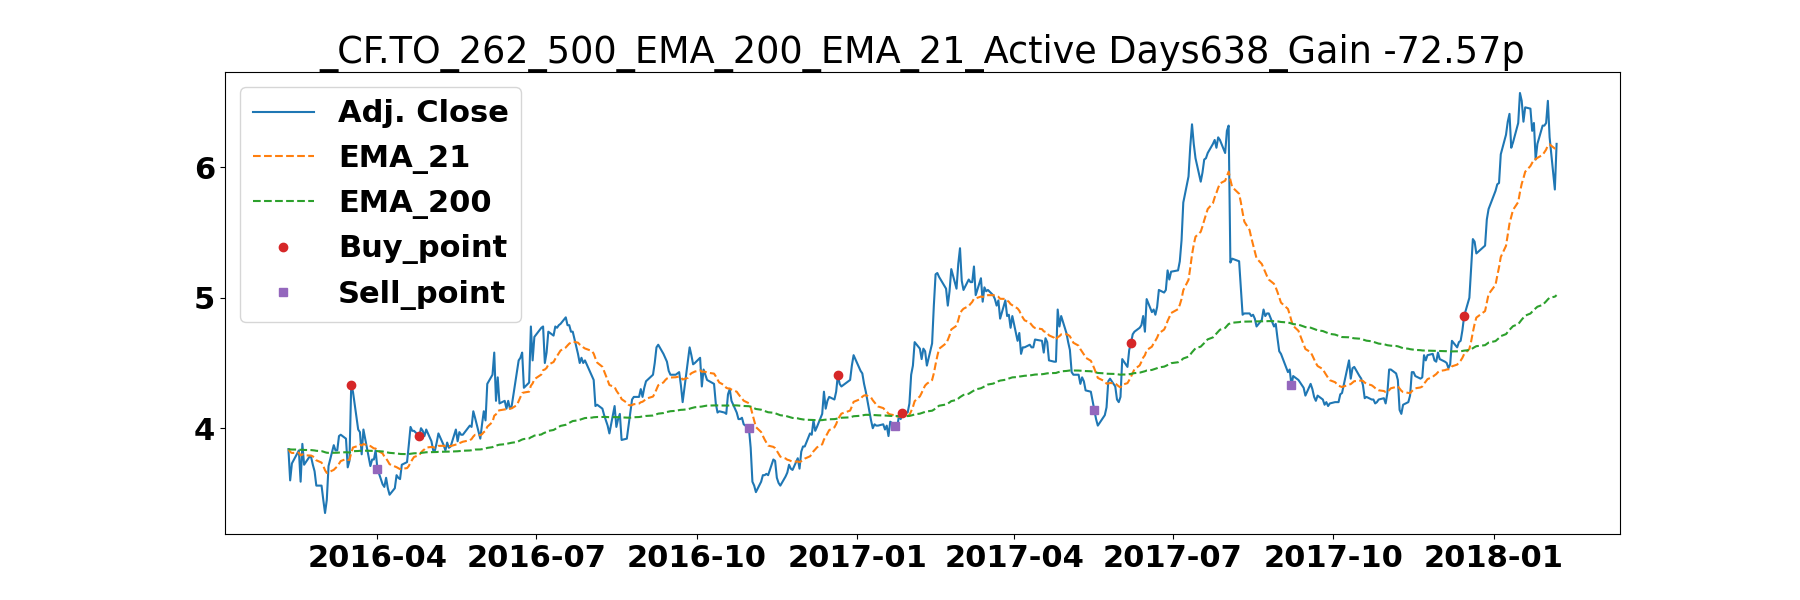 _CF.TO_262_500_EMA_200_EMA_21_Active Days638_Gain -72.57p
Adj. Close
EMA_21
EMA_200
Buy_point
Sell_point
6
5
4
2016-04 2016-07 2016-10 2017-01 2017-04 2017-07 2017-10 2018-01